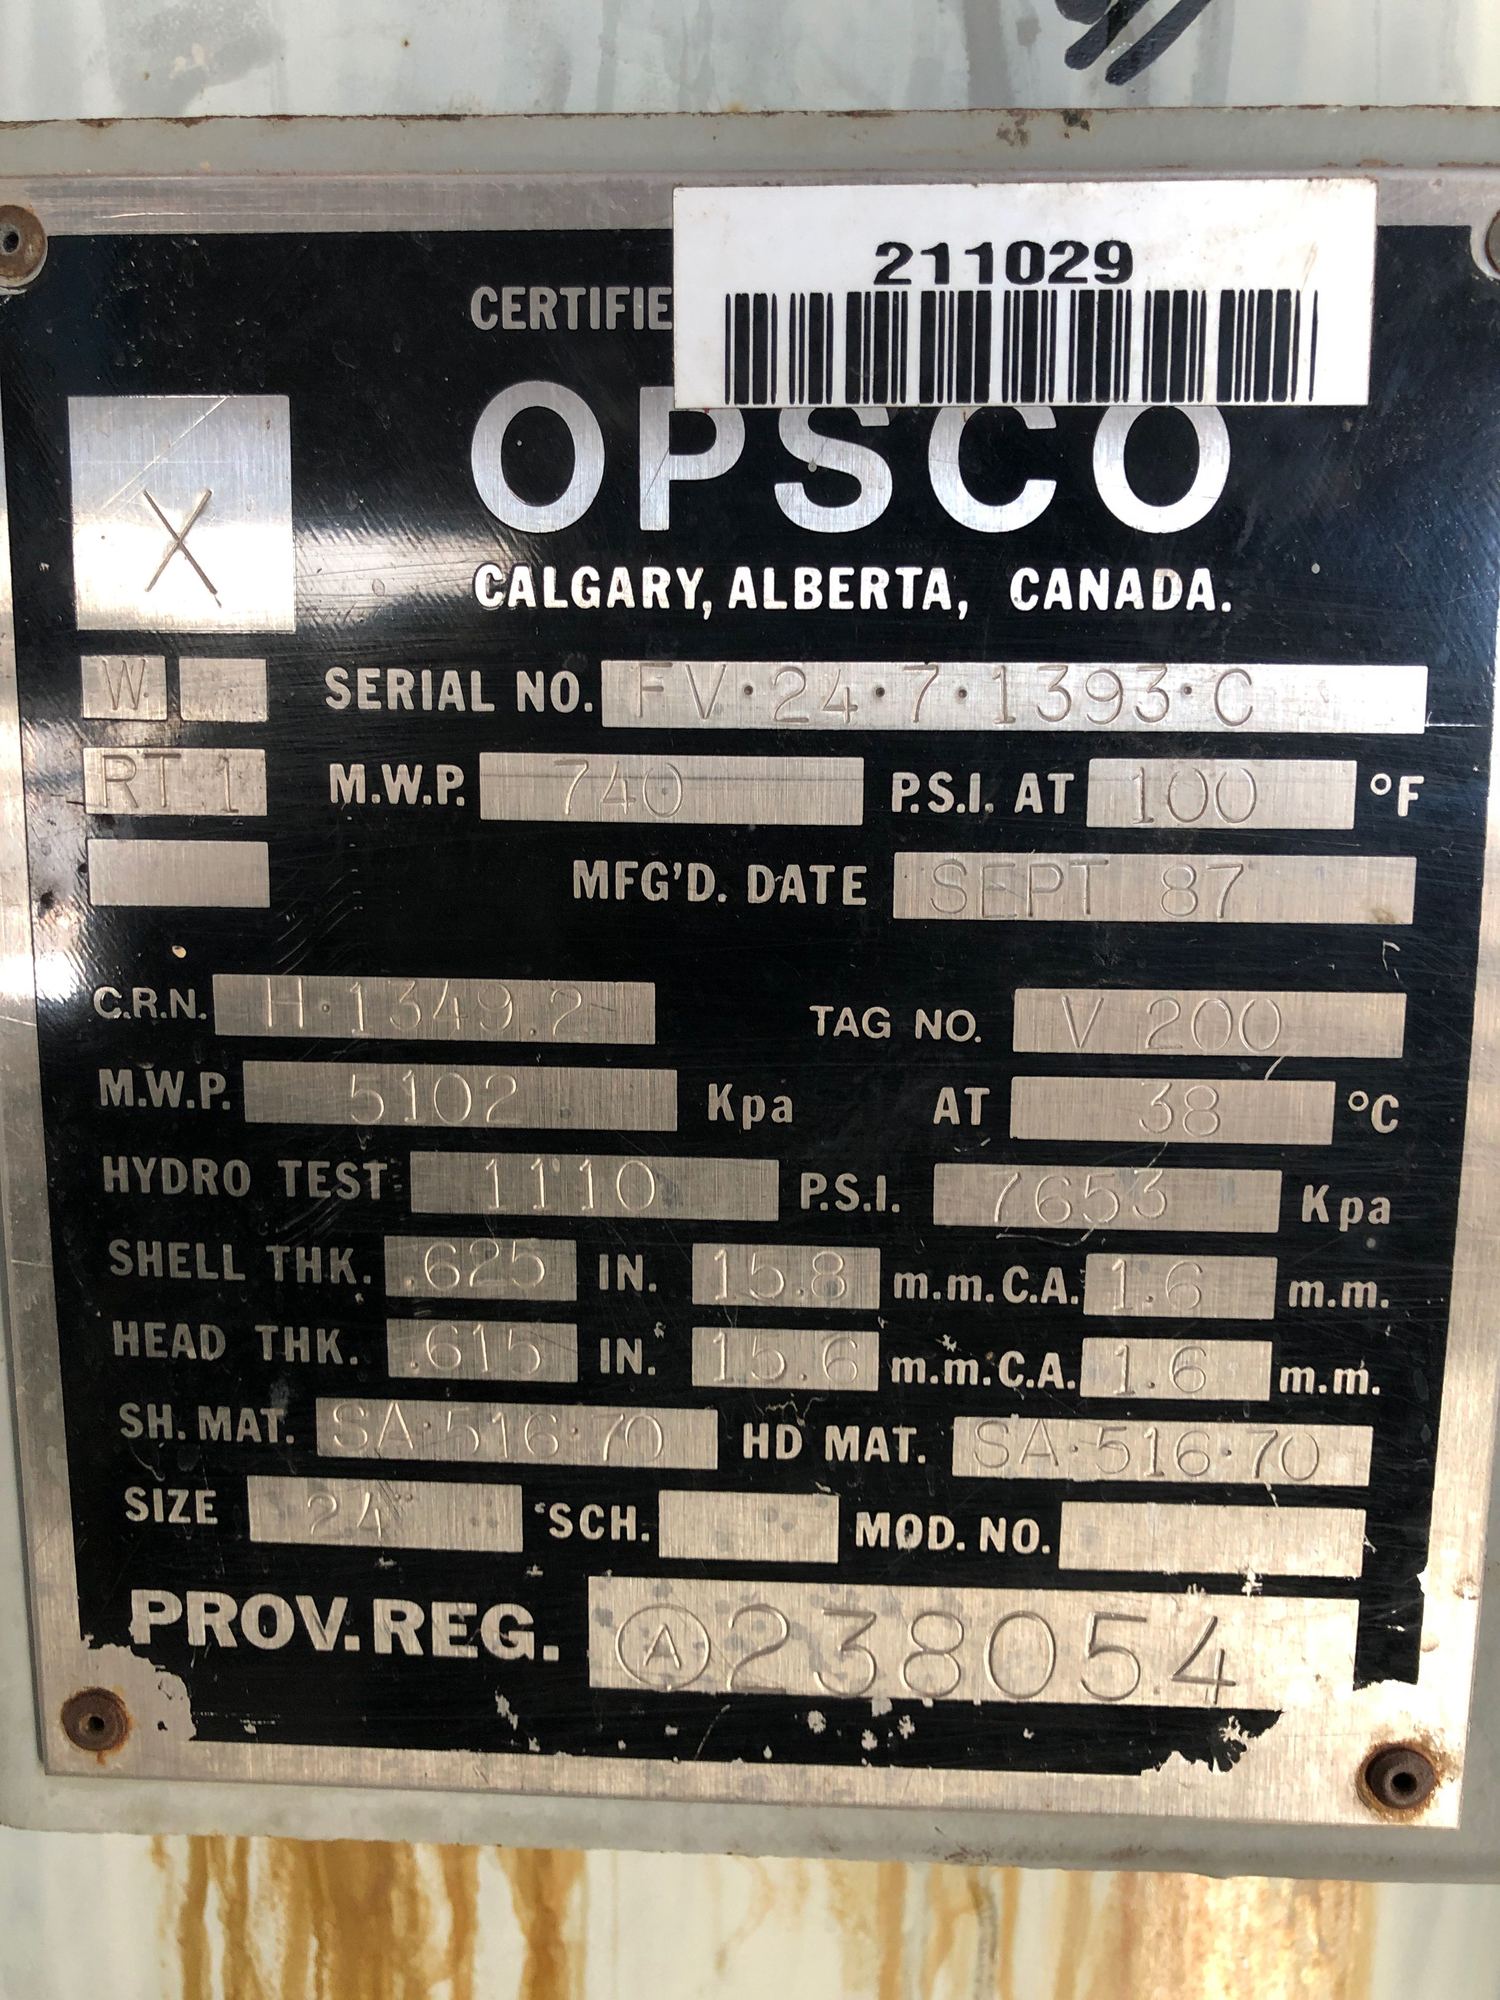 211029
CERTIFIE
OPSCO
CALGARY, ALBERTA, CANADA.
X
W SERIAL NO. FV·24·7·1393·C
RT 1 M.W.P. 740 P.S.I. AT 100 °F
MFG'D. DATE SEPT 87
C.R.N. H·1349.2 TAG NO. V 200
M.W.P. 5102 Kpa AT 38 °C
HYDRO TEST 1110 P.S.I. 7653 Kpa
SHELL THK. .625 IN. 15.8 m.m. C.A. 1.6 m.m.
HEAD THK. .615 IN. 15.6 m.m. C.A. 1.6 m.m.
SH. MAT. SA·516·70 HD MAT. SA·516·70
SIZE 24" SCH. MOD. NO.
PROV. REG. Ⓐ238054